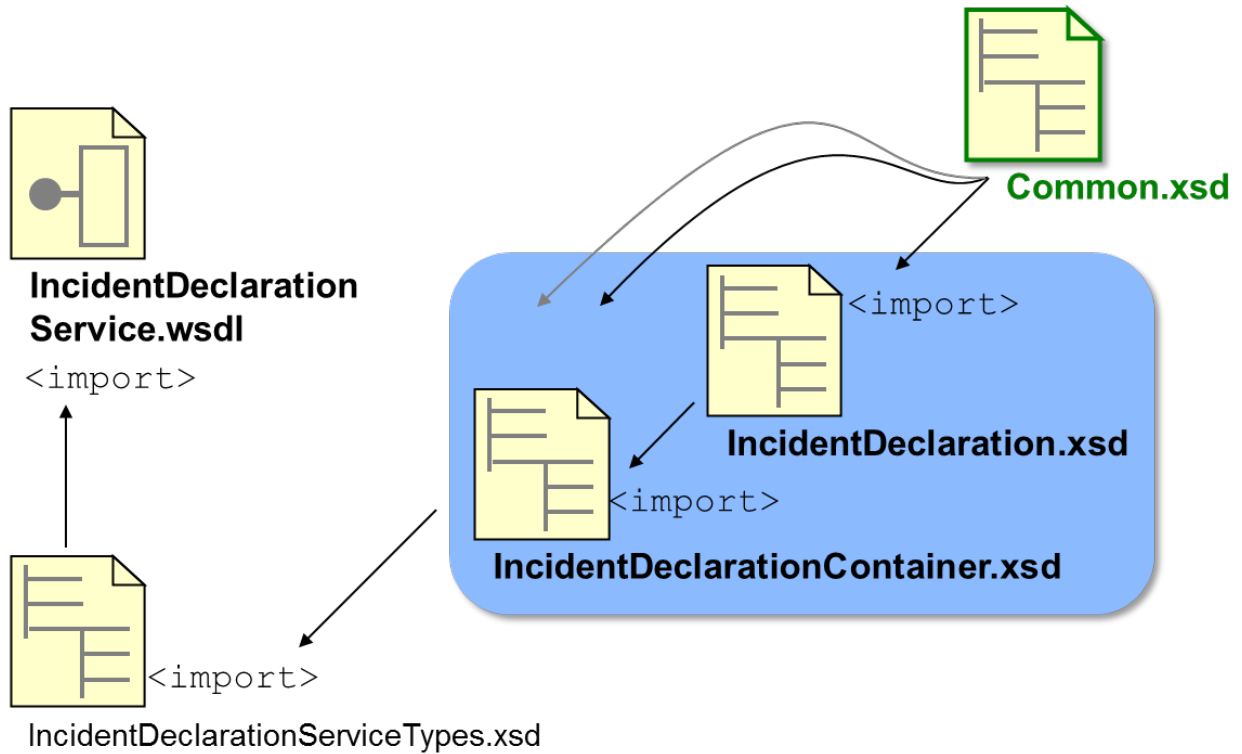 Common.xsd
IncidentDeclaration
Service.wsdl
<import>
<import>
IncidentDeclaration.xsd
<import>
IncidentDeclarationContainer.xsd
<import>
IncidentDeclarationServiceTypes.xsd